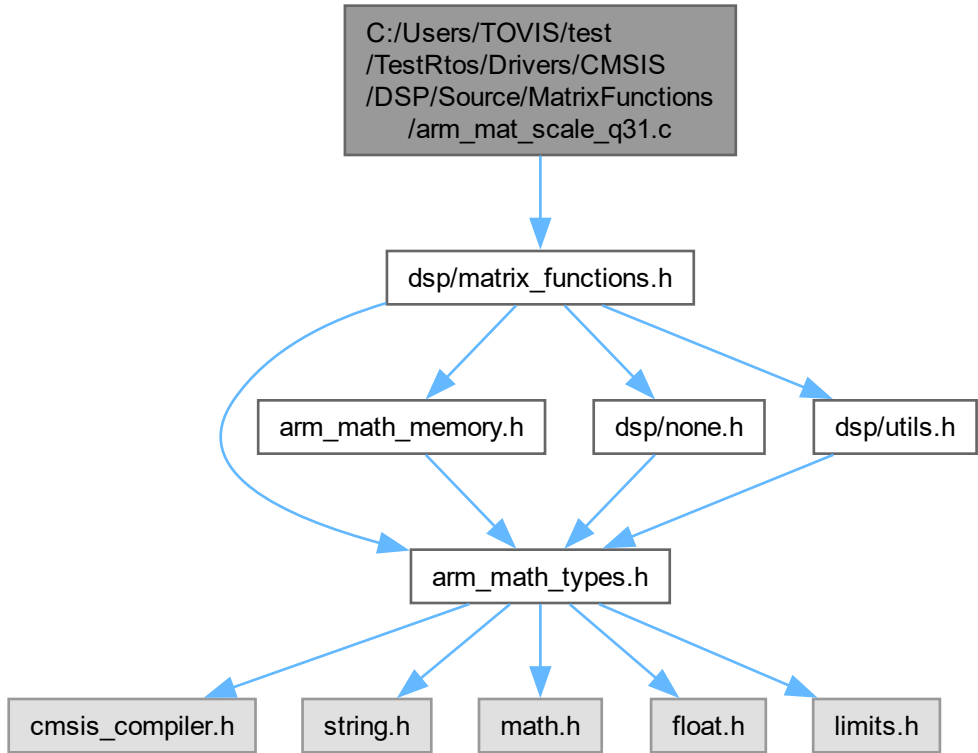 C:/Users/TOVIS/test
/TestRtos/Drivers/CMSIS
/DSP/Source/MatrixFunctions
/arm_mat_scale_q31.c
dsp/matrix_functions.h
arm_math_memory.h
dsp/none.h
dsp/utils.h
arm_math_types.h
cmsis_compiler.h
string.h
math.h
float.h
limits.h